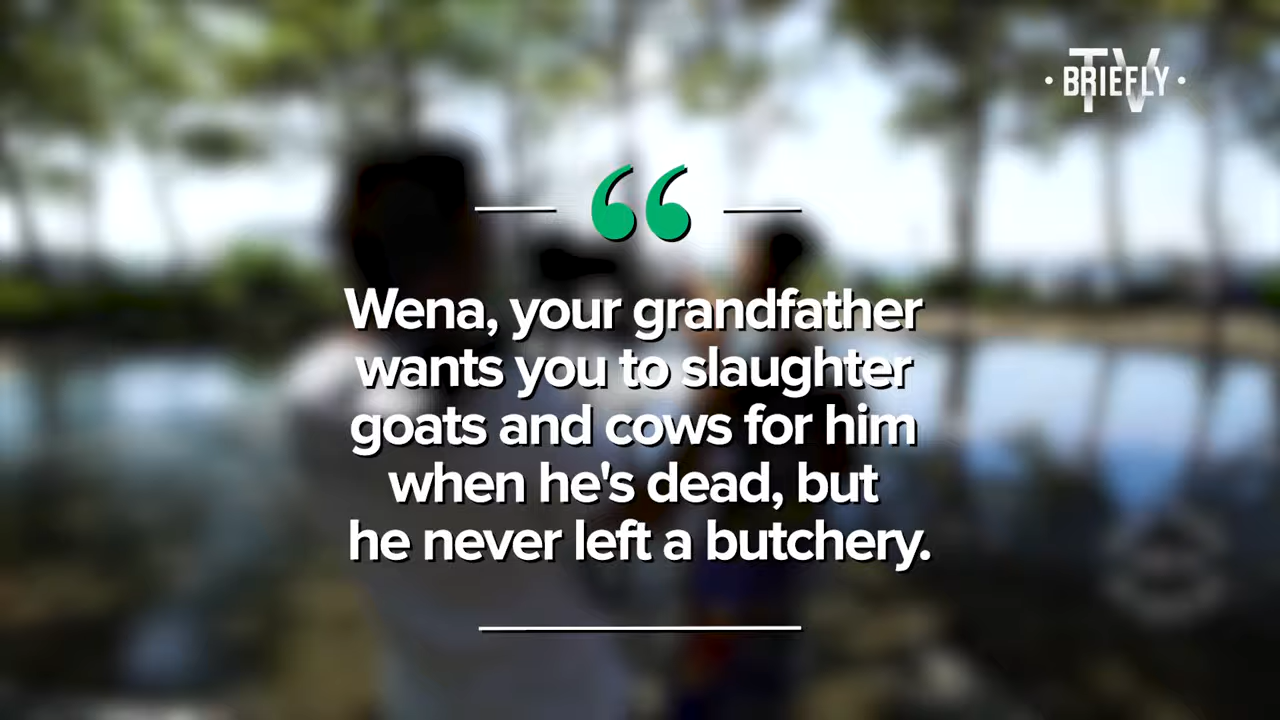 TV
BRIEFLY
“
Wena, your grandfather
wants you to slaughter
goats and cows for him
when he's dead, but
he never left a butchery.